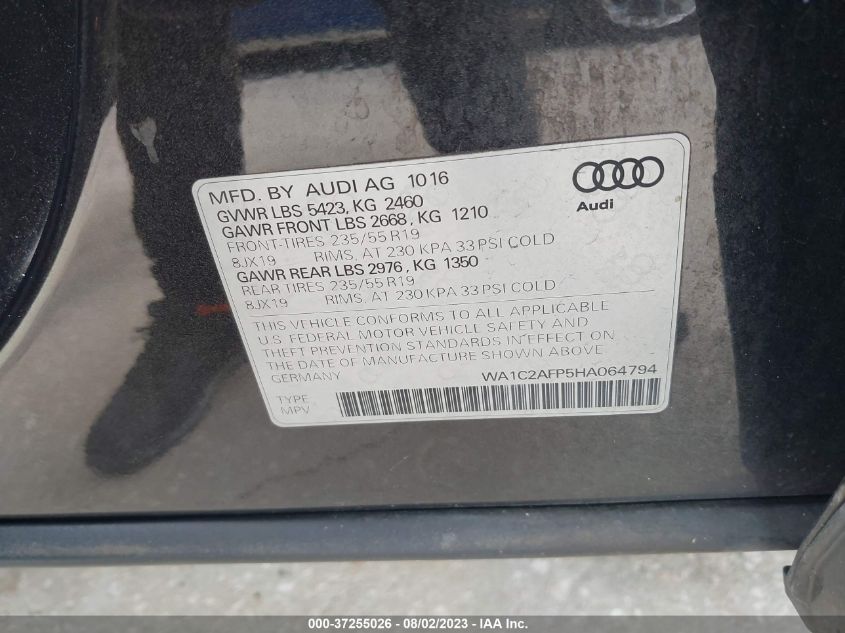 MFD. BY AUDI AG 1016
GVWR LBS 5423, KG 2460
GAWR FRONT LBS 2668, KG 1210
FRONT-TIRES 235/55 R19
8JX19 RIMS, AT 230 KPA 33 PSI COLD
GAWR REAR LBS 2976, KG 1350
REAR TIRES 235/55 R19
8JX19 RIMS, AT 230 KPA 33 PSI COLD
Audi
THIS VEHICLE CONFORMS TO ALL APPLICABLE
U.S. FEDERAL MOTOR VEHICLE SAFETY AND
THEFT PREVENTION STANDARDS IN EFFECT ON
THE DATE OF MANUFACTURE SHOWN ABOVE
GERMANY WA1C2AFP5HA064794
TYPE
MPV
000-37255026 - 08/02/2023 - IAA Inc.